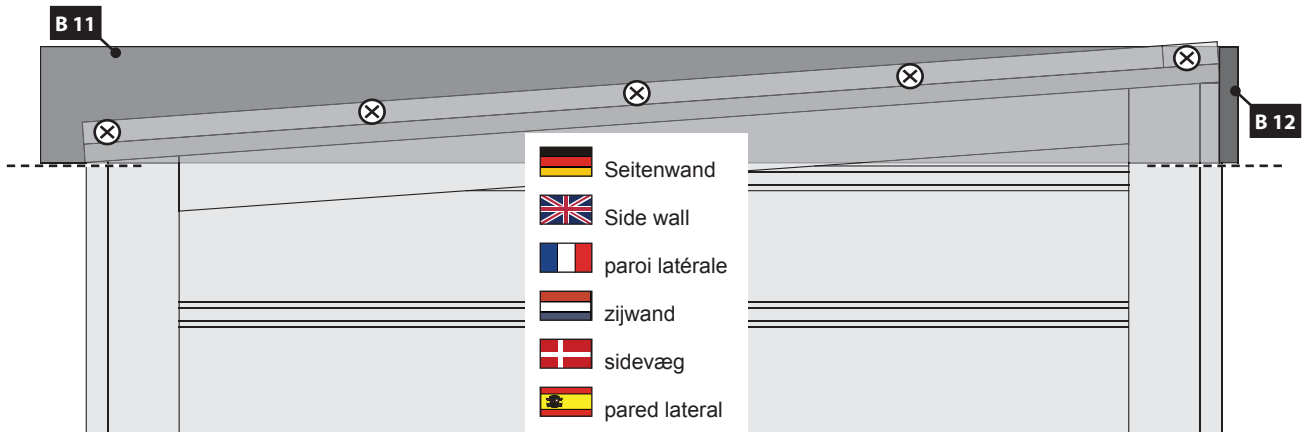 B 11
B 12
Seitenwand
Side wall
paroi latérale
zijwand
sidevæg
pared lateral